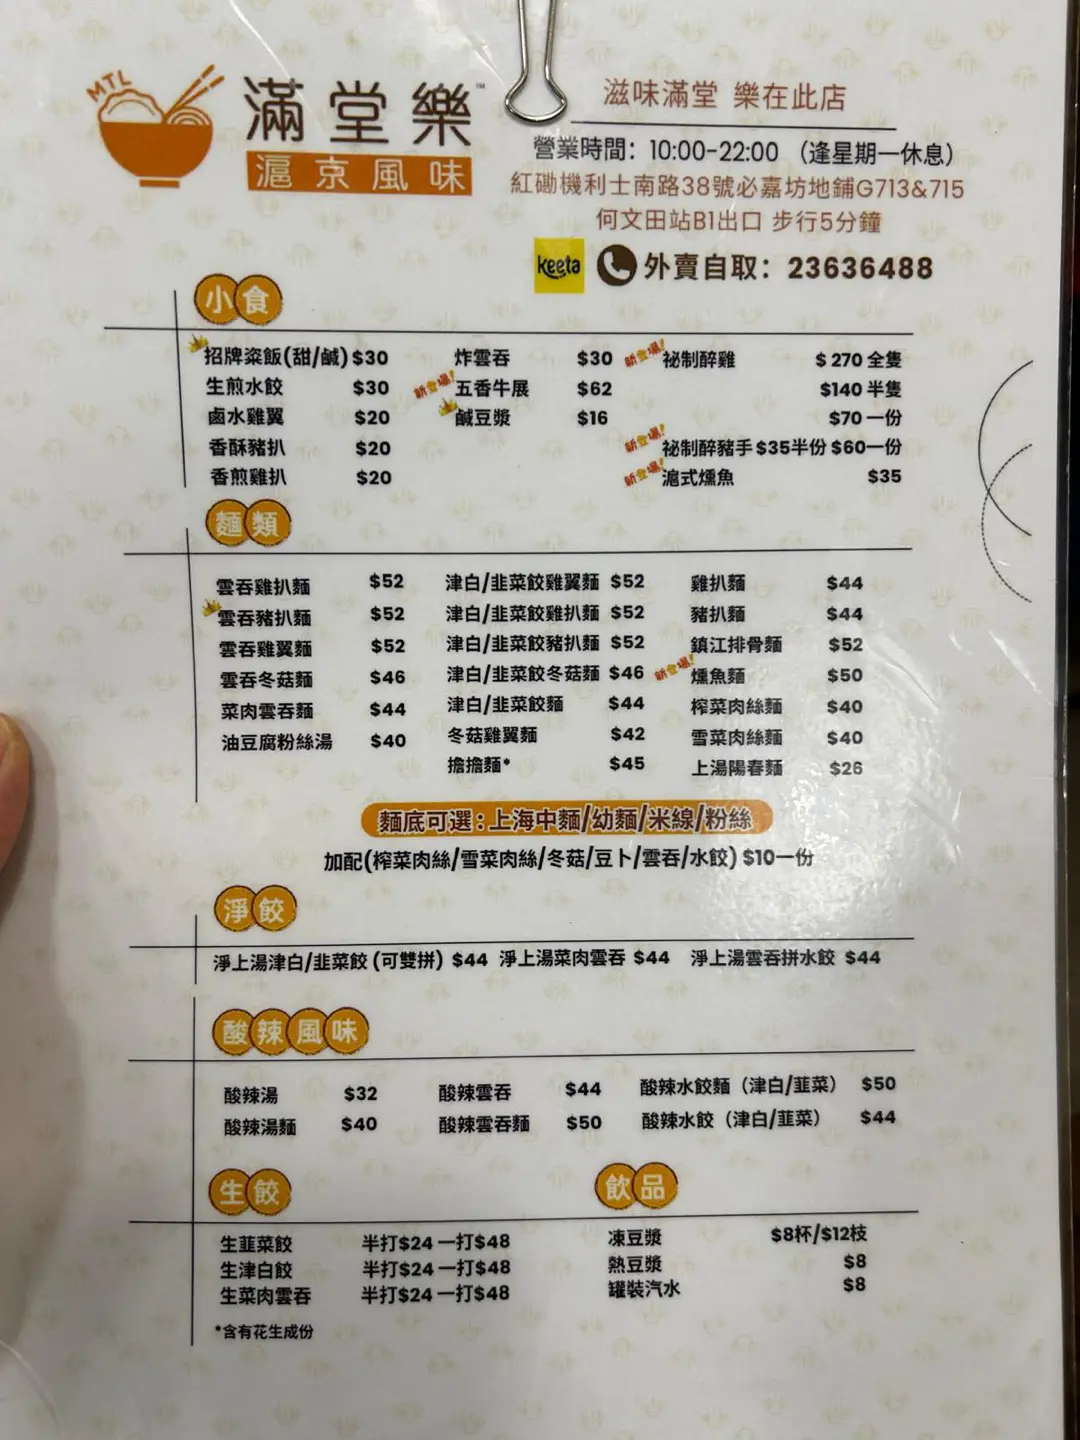 MTL
滿堂樂™
滬京風味
滋味滿堂 樂在此店
營業時間：10:00-22:00 （逢星期一休息）
紅磡機利士南路38號必嘉坊地鋪G713&715
何文田站B1出口 步行5分鐘
keeta 外賣自取：23636488
小食
招牌粢飯(甜/鹹) $30
生煎水餃 $30
鹵水雞翼 $20
香酥豬扒 $20
香煎雞扒 $20
炸雲吞 $30
新登場! 五香牛展 $62
鹹豆漿 $16
新登場! 祕制醉雞 $270 全隻
$140 半隻
$70 一份
新登場! 祕制醉豬手 $35半份 $60一份
新登場! 滬式燻魚 $35
麵類
雲吞雞扒麵 $52
雲吞豬扒麵 $52
雲吞雞翼麵 $52
雲吞冬菇麵 $46
菜肉雲吞麵 $44
油豆腐粉絲湯 $40
津白/韭菜餃雞翼麵 $52
津白/韭菜餃雞扒麵 $52
津白/韭菜餃豬扒麵 $52
津白/韭菜餃冬菇麵 $46
津白/韭菜餃麵 $44
冬菇雞翼麵 $42
擔擔麵* $45
雞扒麵 $44
豬扒麵 $44
鎮江排骨麵 $52
新登場! 燻魚麵 $50
榨菜肉絲麵 $40
雪菜肉絲麵 $40
上湯陽春麵 $26
麵底可選：上海中麵/幼麵/米線/粉絲
加配(榨菜肉絲/雪菜肉絲/冬菇/豆卜/雲吞/水餃) $10一份
淨餃
淨上湯津白/韭菜餃 (可雙拼) $44 淨上湯菜肉雲吞 $44 淨上湯雲吞拼水餃 $44
酸辣風味
酸辣湯 $32
酸辣湯麵 $40
酸辣雲吞 $44
酸辣雲吞麵 $50
酸辣水餃麵（津白/韭菜） $50
酸辣水餃（津白/韭菜） $44
生餃
生韮菜餃 半打$24 一打$48
生津白餃 半打$24 一打$48
生菜肉雲吞 半打$24 一打$48
*含有花生成份
飲品
凍豆漿 $8杯/$12枝
熱豆漿 $8
罐裝汽水 $8